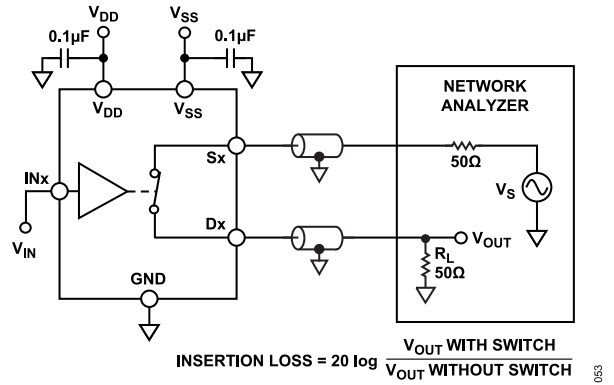 VDD
VSS
0.1µF
0.1µF
VDD
VSS
NETWORK
ANALYZER
Sx
50Ω
INx
VS
Dx
VOUT
VIN
RL
50Ω
GND
INSERTION LOSS = 20 log VOUT WITH SWITCH
VOUT WITHOUT SWITCH
053